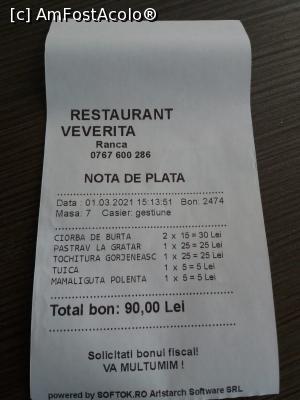 [c] AmFostAcolo®
RESTAURANT
VEVERITA
Ranca
0767 600 286
NOTA DE PLATA
Data : 01.03.2021 15:13:51 Bon: 2474
Masa: 7 Casier: gestiune
CIORBA DE BURTA 2 x 15 = 30 Lei
PASTRAV LA GRATAR 1 x 25 = 25 Lei
TOCHITURA GORJENEASC 1 x 25 = 25 Lei
TUICA 1 x 5 = 5 Lei
MAMALIGUTA POLENTA 1 x 5 = 5 Lei
Total bon: 90,00 Lei
Solicitati bonul fiscal!
VA MULTUMIM !
powered by SOFTOK.RO Aristarch Software SRL